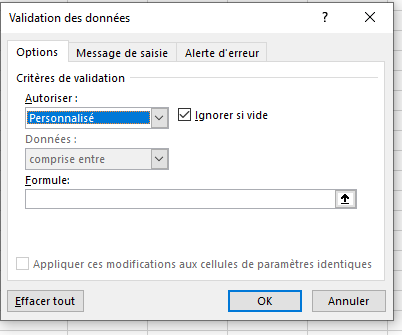 Validation des données
?
Options
Message de saisie
Alerte d'erreur
Critères de validation
Autoriser :
Personnalisé
Ignorer si vide
Données :
comprise entre
Formule:
Appliquer ces modifications aux cellules de paramètres identiques
Effacer tout
OK
Annuler